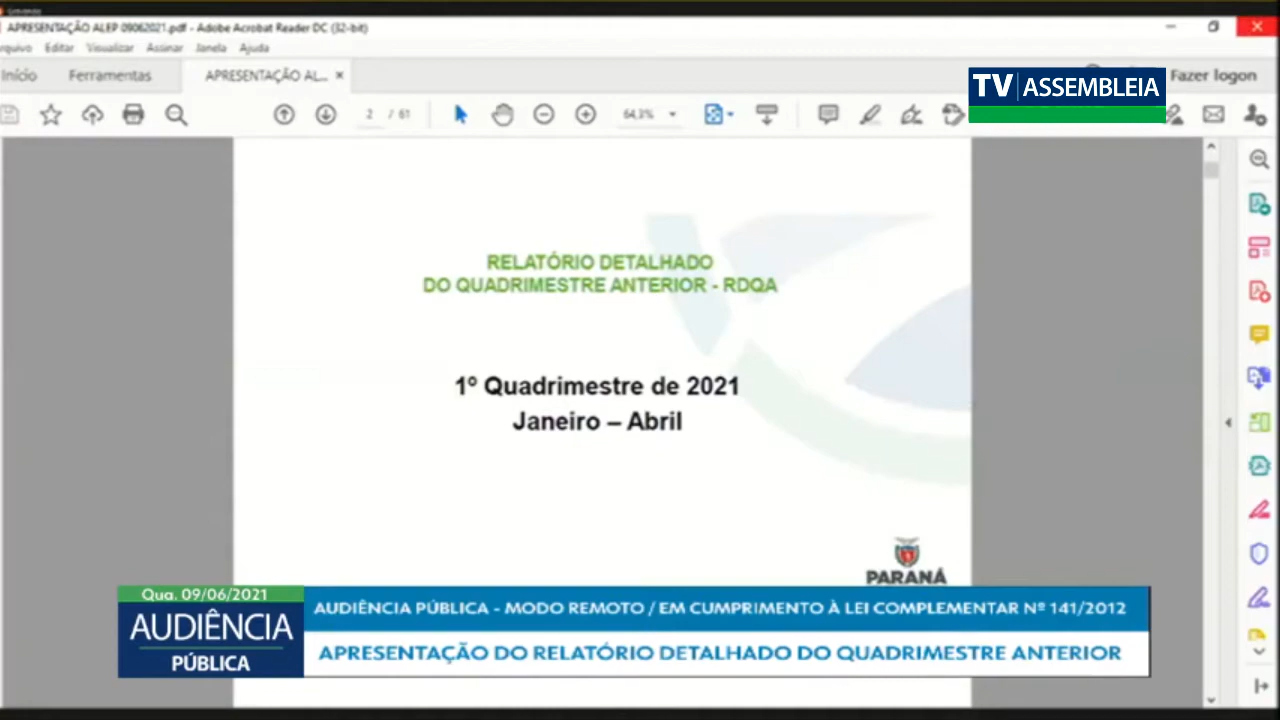 APRESENTAÇÃO ALEP 09062021.pdf - Adobe Acrobat Reader DC (32-bit)
rquivo Editar Visualizar Assinar Janela Ajuda
Início Ferramentas APRESENTAÇÃO AL... × Fazer logon
TV ASSEMBLEIA
2 / 61 64,3%
RELATÓRIO DETALHADO
DO QUADRIMESTRE ANTERIOR - RDQA
1º Quadrimestre de 2021
Janeiro – Abril
PARANÁ
Qua. 09/06/2021
AUDIÊNCIA
PÚBLICA
AUDIÊNCIA PÚBLICA - MODO REMOTO / EM CUMPRIMENTO À LEI COMPLEMENTAR Nº 141/2012
APRESENTAÇÃO DO RELATÓRIO DETALHADO DO QUADRIMESTRE ANTERIOR